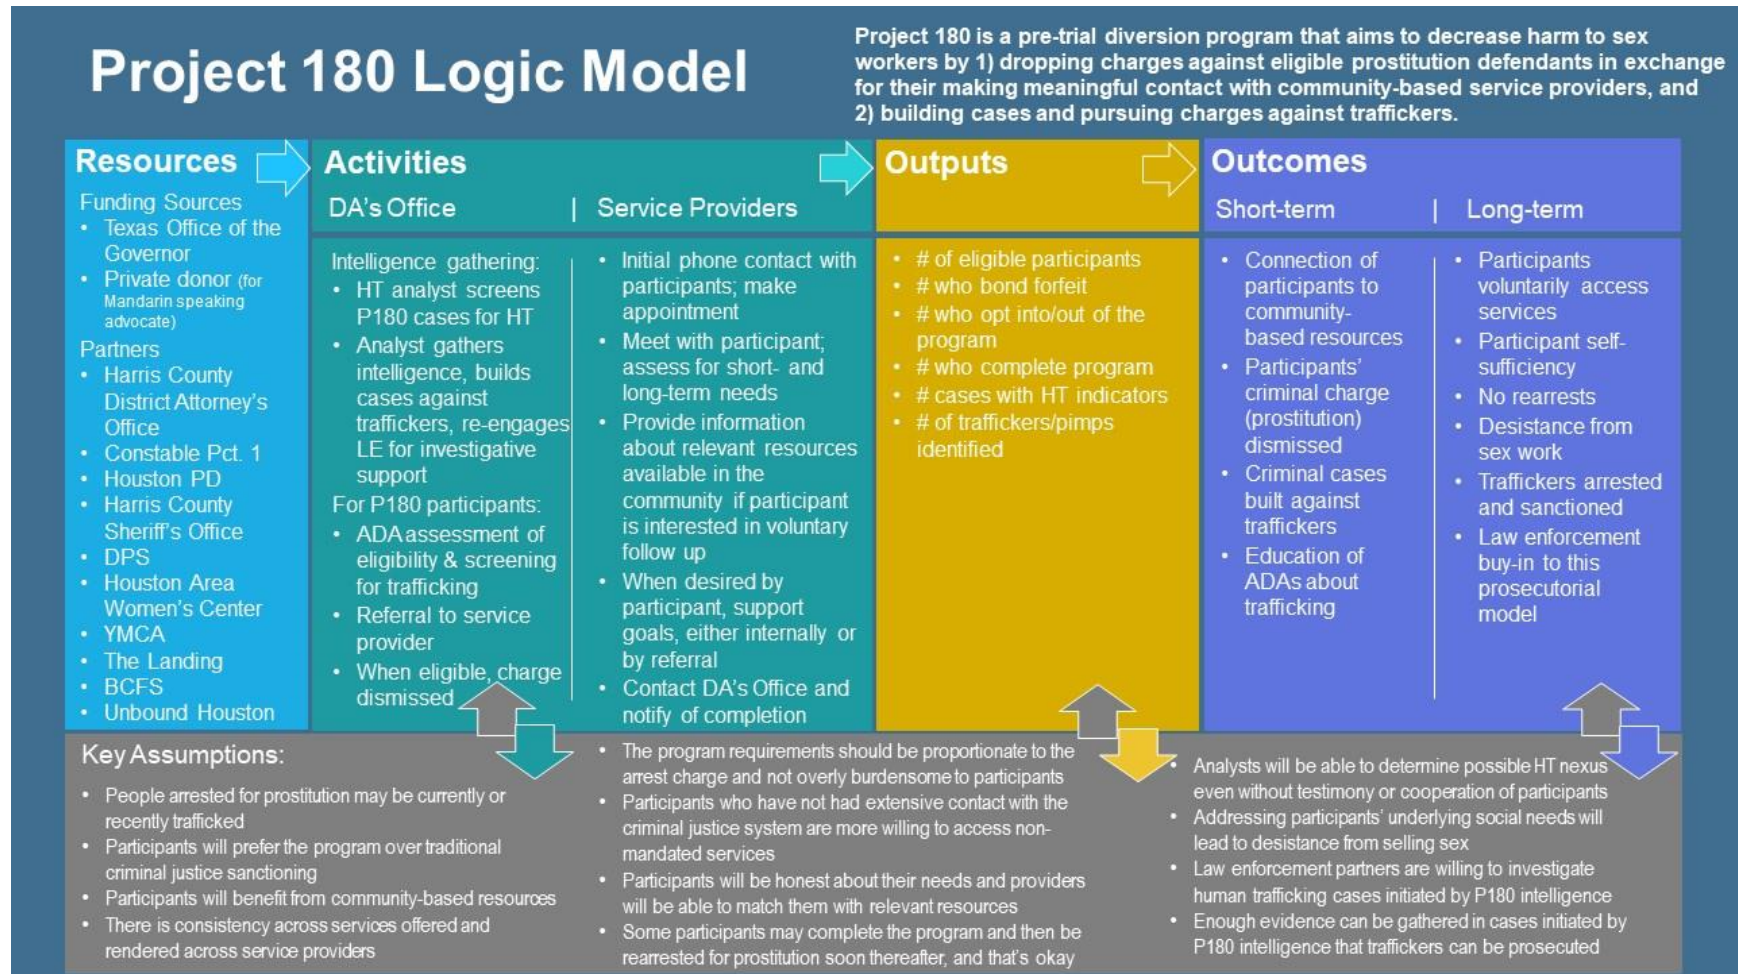 Project 180 Logic Model
Project 180 is a pre-trial diversion program that aims to decrease harm to sex
workers by 1) dropping charges against eligible prostitution defendants in exchange
for their making meaningful contact with community-based service providers, and
2) building cases and pursuing charges against traffickers.
Resources
Funding Sources
• Texas Office of the
Governor
• Private donor (for
Mandarin speaking
advocate)
Partners
• Harris County
District Attorney's
Office
• Constable Pct. 1
• Houston PD
• Harris County
Sheriff's Office
• DPS
• Houston Area
Women's Center
• YMCA
• The Landing
• BCFS
• Unbound Houston
Activities
DA's Office | Service Providers
Intelligence gathering:
• HT analyst screens
P180 cases for HT
• Analyst gathers
intelligence, builds
cases against
traffickers, re-engages
LE for investigative
support
For P180 participants:
• ADA assessment of
eligibility & screening
for trafficking
• Referral to service
provider
• When eligible, charge
dismissed
• Initial phone contact with
participants; make
appointment
• Meet with participant;
assess for short- and
long-term needs
• Provide information
about relevant resources
available in the
community if participant
is interested in voluntary
follow up
• When desired by
participant, support
goals, either internally or
by referral
• Contact DA's Office and
notify of completion
Outputs
• # of eligible participants
• # who bond forfeit
• # who opt into/out of the
program
• # who complete program
• # cases with HT indicators
• # of traffickers/pimps
identified
Outcomes
Short-term | Long-term
• Connection of
participants to
community-
based resources
• Participants'
criminal charge
(prostitution)
dismissed
• Criminal cases
built against
traffickers
• Education of
ADAs about
trafficking
• Participants
voluntarily access
services
• Participant self-
sufficiency
• No rearrests
• Desistance from
sex work
• Traffickers arrested
and sanctioned
• Law enforcement
buy-in to this
prosecutorial
model
Key Assumptions:
• People arrested for prostitution may be currently or
recently trafficked
• Participants will prefer the program over traditional
criminal justice sanctioning
• Participants will benefit from community-based resources
• There is consistency across services offered and
rendered across service providers
• The program requirements should be proportionate to the
arrest charge and not overly burdensome to participants
• Participants who have not had extensive contact with the
criminal justice system are more willing to access non-
mandated services
• Participants will be honest about their needs and providers
will be able to match them with relevant resources
• Some participants may complete the program and then be
rearrested for prostitution soon thereafter, and that's okay
• Analysts will be able to determine possible HT nexus
even without testimony or cooperation of participants
• Addressing participants' underlying social needs will
lead to desistance from selling sex
• Law enforcement partners are willing to investigate
human trafficking cases initiated by P180 intelligence
• Enough evidence can be gathered in cases initiated by
P180 intelligence that traffickers can be prosecuted